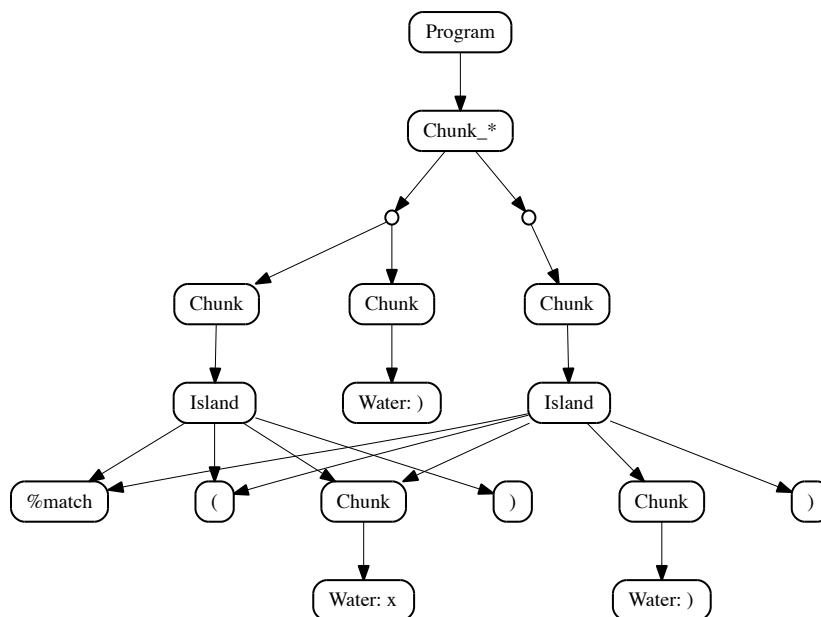 Program
Chunk_*
Chunk
Chunk
Chunk
Island
Water: )
Island
%match
(
Chunk
)
Chunk
)
Water: x
Water: )